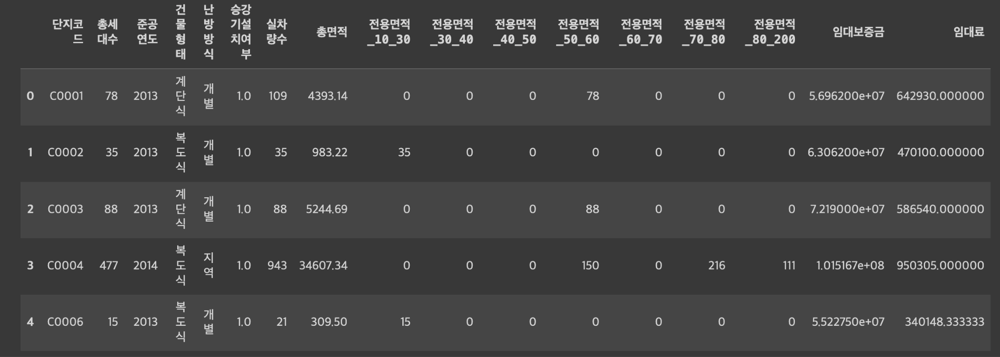 단지코드 총세대수 준공연도 건물형태 난방방식 승강기설치여부 실차량수 총면적 전용면적_10_30 전용면적_30_40 전용면적_40_50 전용면적_50_60 전용면적_60_70 전용면적_70_80 전용면적_80_200 임대보증금 임대료
0 C0001 78 2013 계단식 개별 1.0 109 4393.14 0 0 0 78 0 0 0 5.696200e+07 642930.000000
1 C0002 35 2013 복도식 개별 1.0 35 983.22 35 0 0 0 0 0 0 6.306200e+07 470100.000000
2 C0003 88 2013 계단식 개별 1.0 88 5244.69 0 0 0 88 0 0 0 7.219000e+07 586540.000000
3 C0004 477 2014 복도식 지역 1.0 943 34607.34 0 0 0 150 0 216 111 1.015167e+08 950305.000000
4 C0006 15 2013 복도식 개별 1.0 21 309.50 15 0 0 0 0 0 0 5.522750e+07 340148.333333